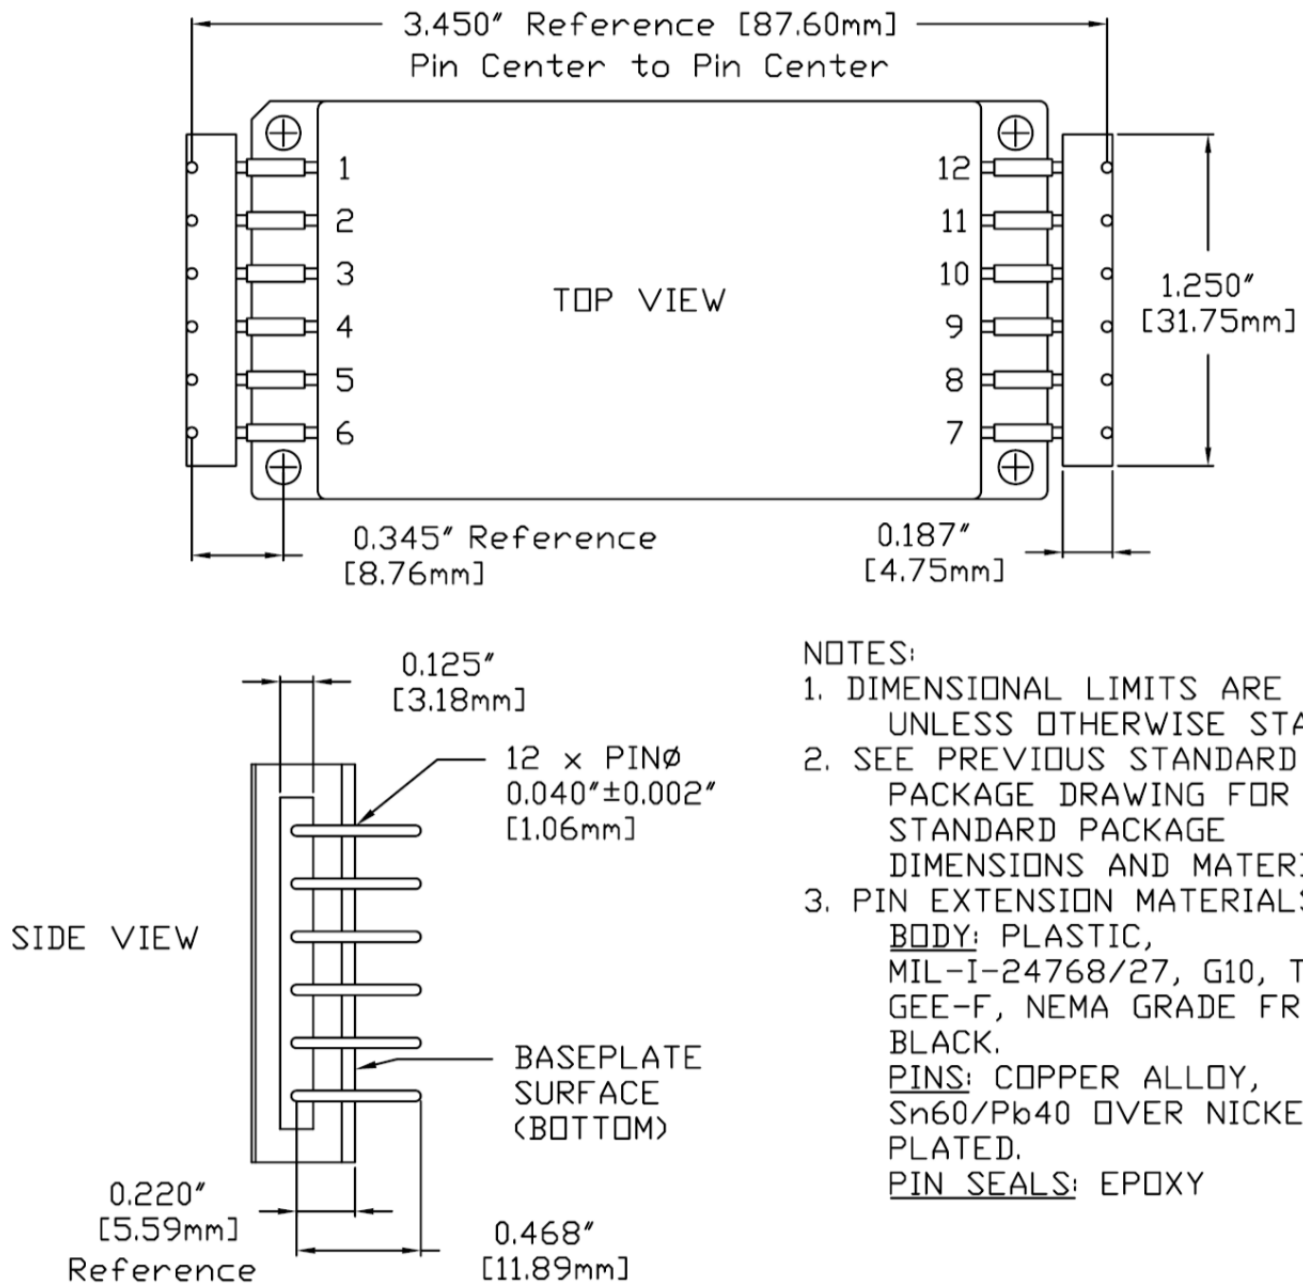 3.450″ Reference [87.60mm]
Pin Center to Pin Center
1
2
3
4
5
6
12
11
10
9
8
7
TOP VIEW
1.250″
[31.75mm]
0.345″ Reference
[8.76mm]
0.187″
[4.75mm]
0.125″
[3.18mm]
12 x PINØ
0.040″±0.002″
[1.06mm]
SIDE VIEW
BASEPLATE
SURFACE
(BOTTOM)
0.220″
[5.59mm]
Reference
0.468″
[11.89mm]
NOTES:
1. DIMENSIONAL LIMITS ARE
UNLESS OTHERWISE
2. SEE PREVIOUS STANDARD
PACKAGE DRAWING FOR
STANDARD PACKAGE
DIMENSIONS AND
3. PIN EXTENSION MATERIALS
BODY: PLASTIC,
MIL-I-24768/27, G10,
GEE-F, NEMA GRADE
BLACK.
PINS: COPPER ALLOY,
Sn60/Pb40 OVER
PLATED.
PIN SEALS: EPOXY